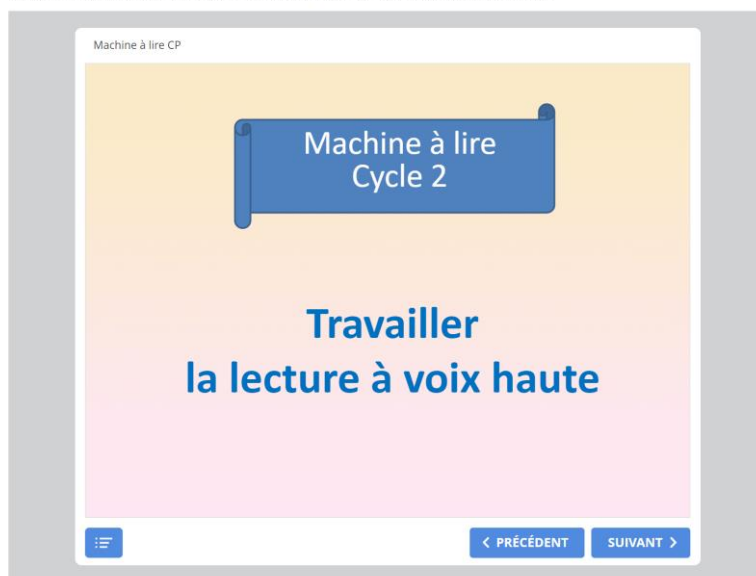 Machine à lire CP
Machine à lire
Cycle 2
Travailler
la lecture à voix haute
PRÉCÉDENT
SUIVANT